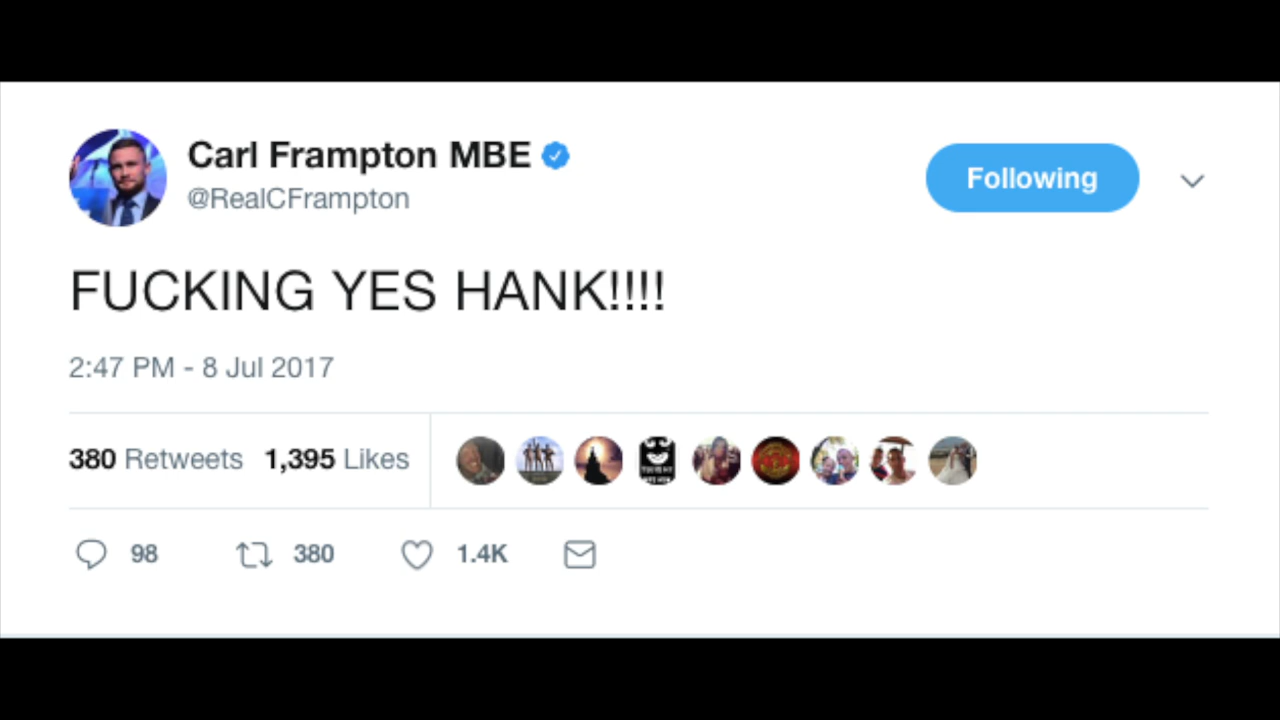 Carl Frampton MBE
@RealCFrampton
Following
FUCKING YES HANK!!!!
2:47 PM - 8 Jul 2017
380 Retweets 1,395 Likes
98 380 1.4K